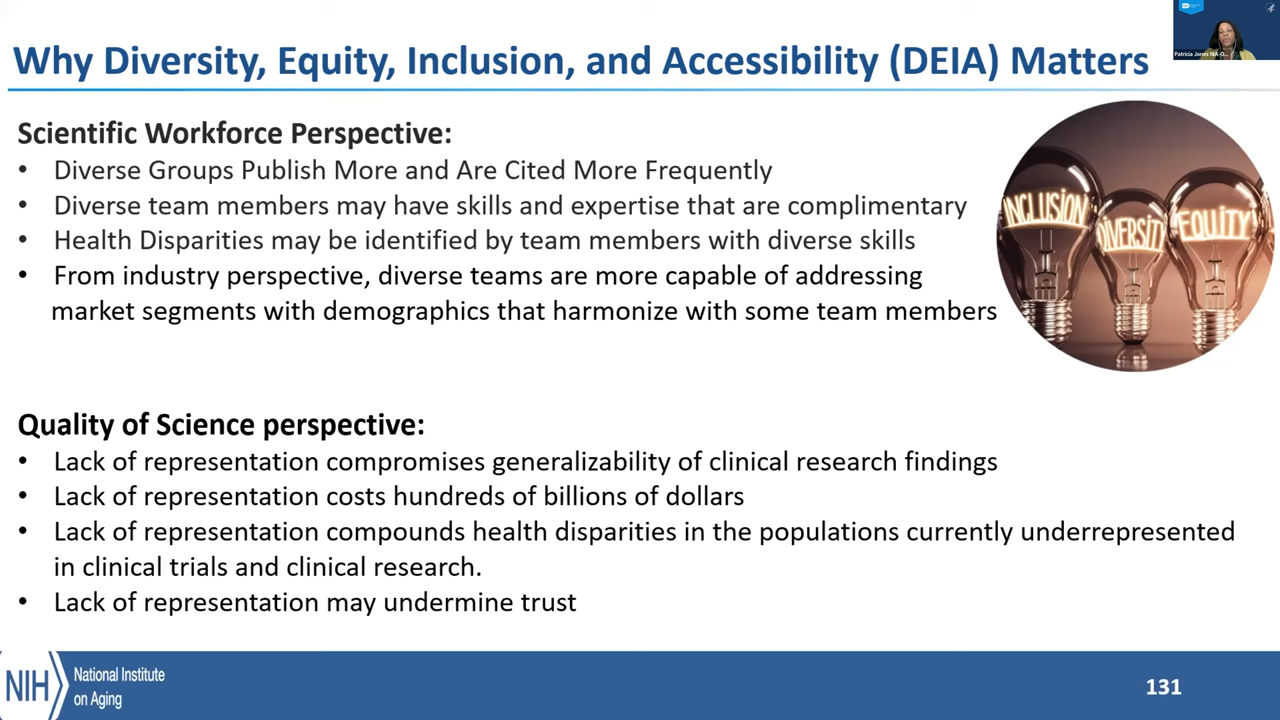 Why Diversity, Equity, Inclusion, and Accessibility (DEIA) Matters
Patricia Jones NIA-O...
Scientific Workforce Perspective:
• Diverse Groups Publish More and Are Cited More Frequently
• Diverse team members may have skills and expertise that are complimentary
• Health Disparities may be identified by team members with diverse skills
• From industry perspective, diverse teams are more capable of addressing
market segments with demographics that harmonize with some team members
INCLUSION
DIVERSITY
EQUITY
Quality of Science perspective:
• Lack of representation compromises generalizability of clinical research findings
• Lack of representation costs hundreds of billions of dollars
• Lack of representation compounds health disparities in the populations currently underrepresented
in clinical trials and clinical research.
• Lack of representation may undermine trust
NIH
National Institute
on Aging
131